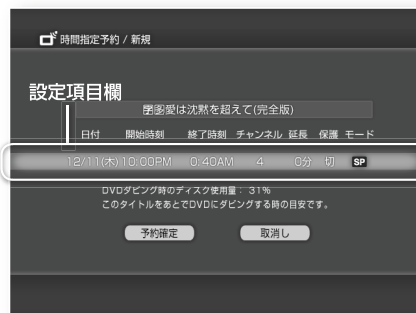 時間指定予約 / 新規
設定項目欄
愛は沈黙を超えて(完全版)
日付 開始時刻 終了時刻 チャンネル 延長 保護 モード
12/11(木) 10:00PM 0:40AM 4 0分 切 SP
DVDダビング時のディスク使用量： 31%
このタイトルをあとでDVDにダビングする時の目安です。
予約確定 取消し